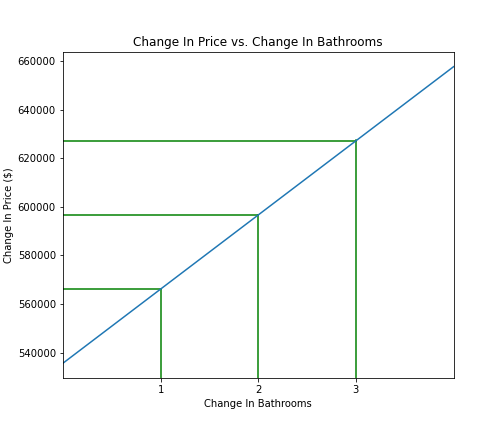 Change In Price vs. Change In Bathrooms
660000
640000
620000
600000
580000
560000
540000
Change In Price ($)
1 2 3
Change In Bathrooms